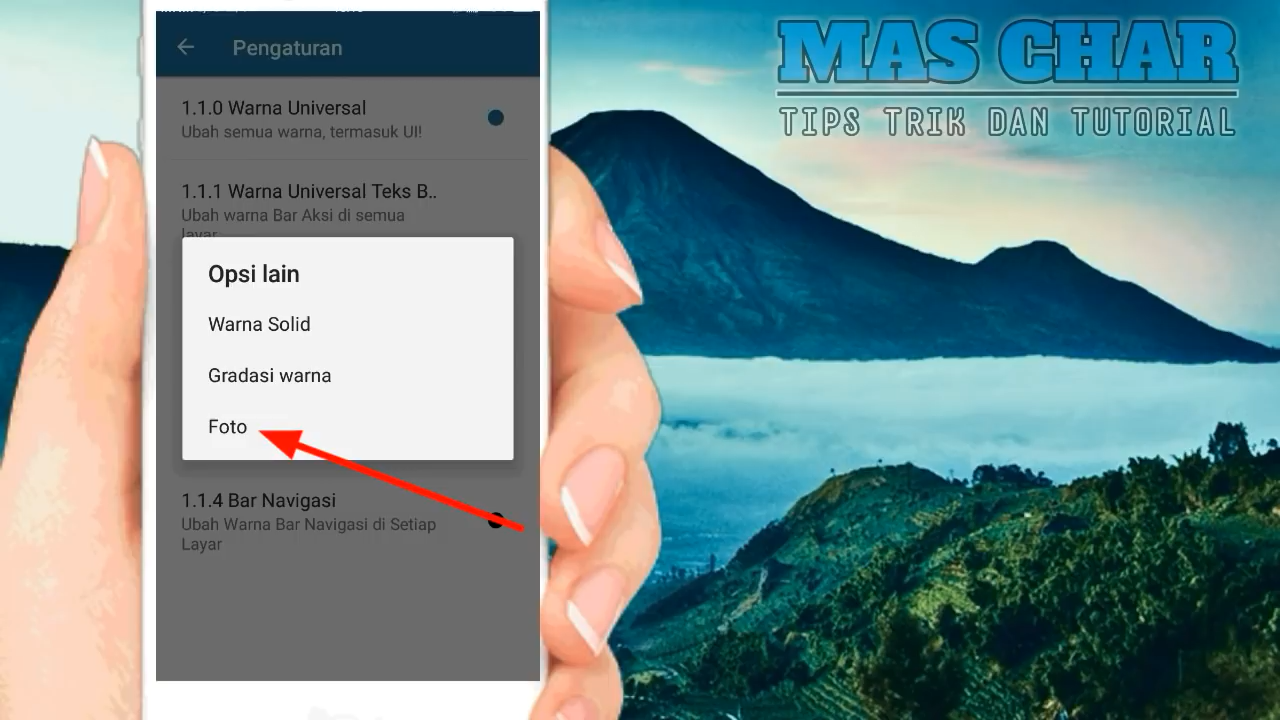 MAS CHAR
TIPS TRIK DAN TUTORIAL
Pengaturan
1.1.0 Warna Universal
Ubah semua warna, termasuk UI!
1.1.1 Warna Universal Teks B..
Ubah warna Bar Aksi di semua
layar
Opsi lain
Warna Solid
Gradasi warna
Foto
1.1.4 Bar Navigasi
Ubah Warna Bar Navigasi di Setiap
Layar